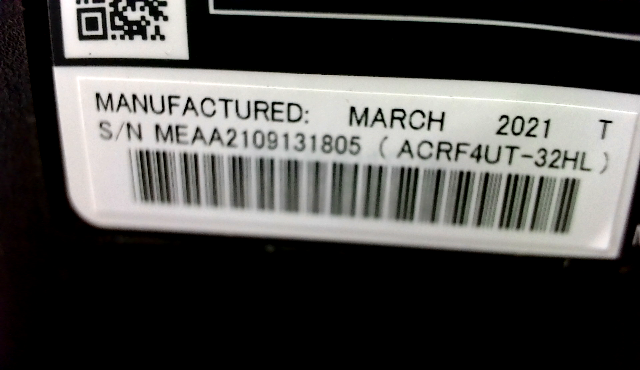 MANUFACTURED: MARCH 2021 T
S/N MEAA2109131805 ( ACRF4UT-32HL )